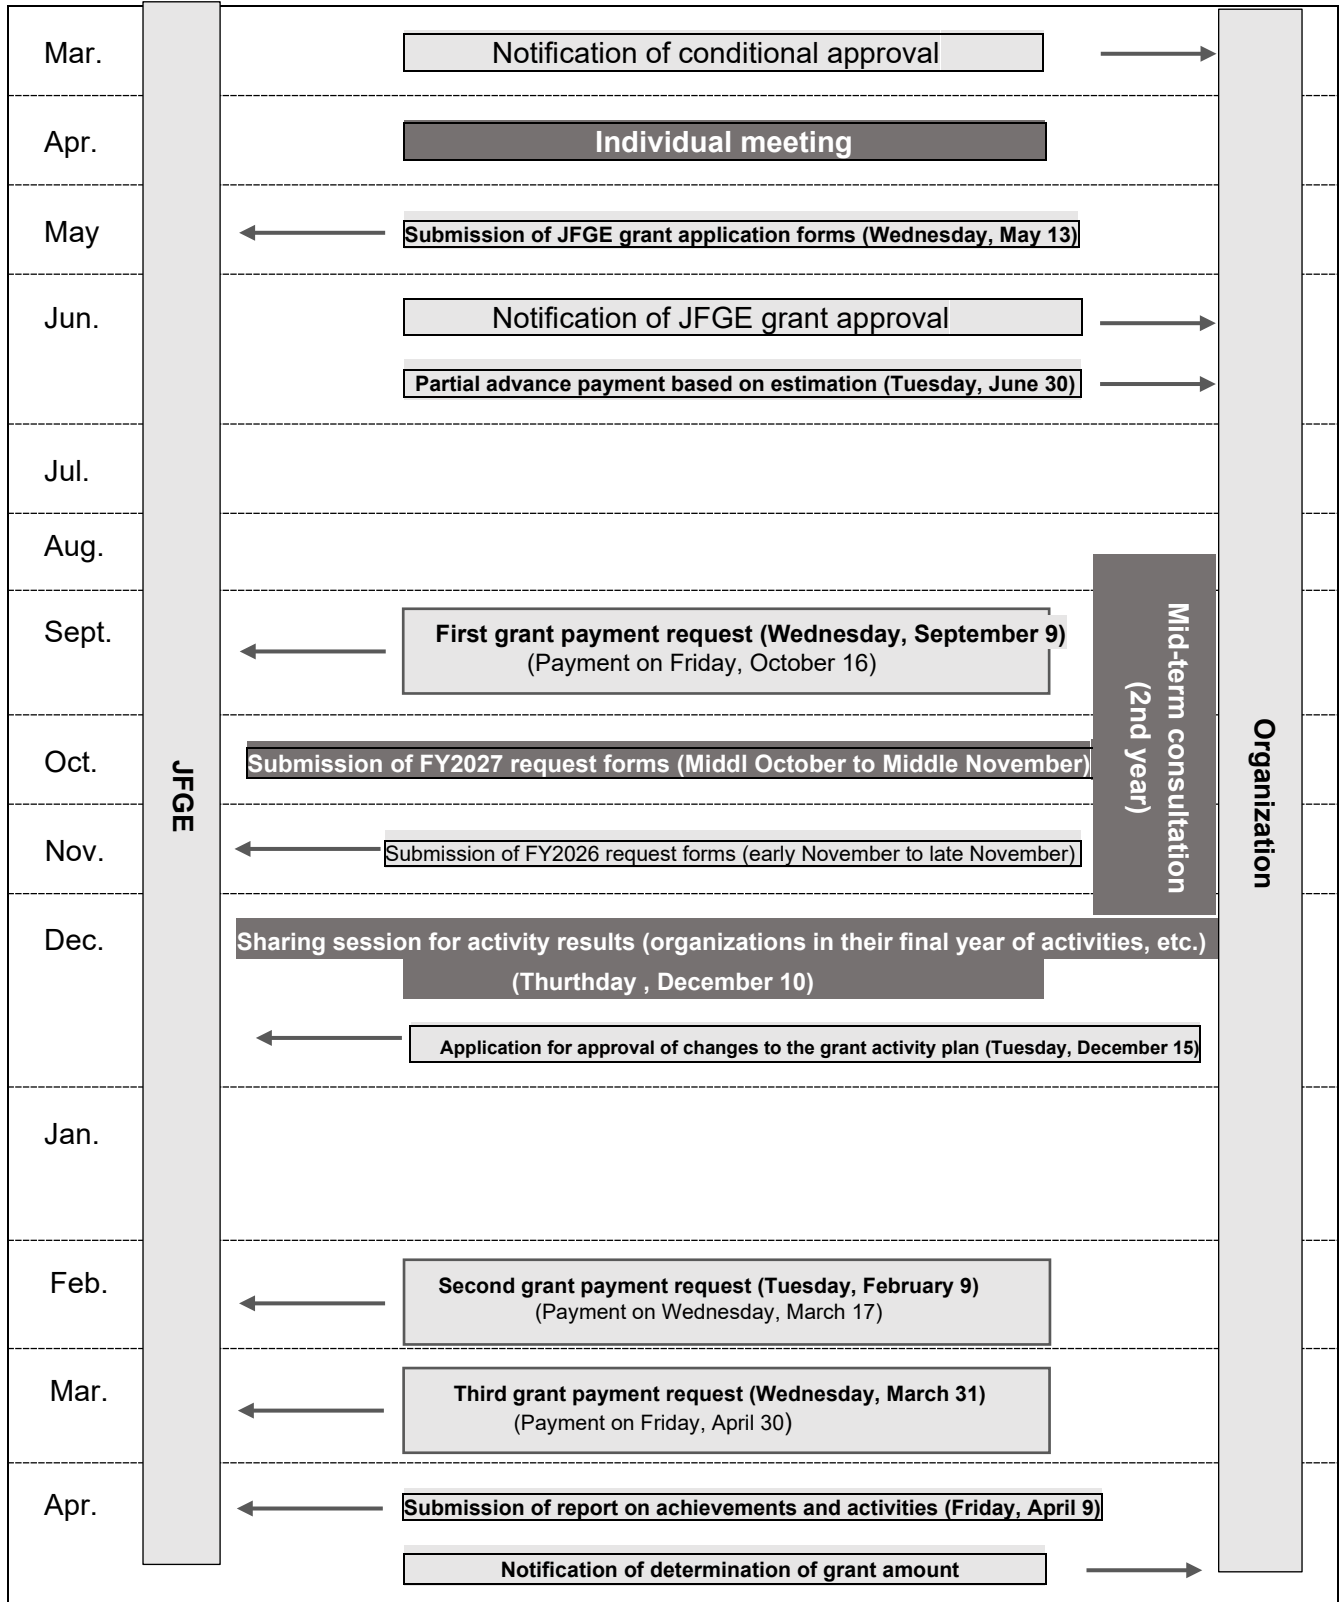 Mar.
Notification of conditional approval
Apr.
Individual meeting
May
Submission of JFGE grant application forms (Wednesday, May 13)
Jun.
Notification of JFGE grant approval
Partial advance payment based on estimation (Tuesday, June 30)
Jul.
Aug.
Sept.
First grant payment request (Wednesday, September 9)
(Payment on Friday, October 16)
Mid-term consultation
(2nd year)
Oct.
Submission of FY2027 request forms (Middl October to Middle November)
JFGE
Organization
Nov.
Submission of FY2026 request forms (early November to late November)
Dec.
Sharing session for activity results (organizations in their final year of activities, etc.)
(Thurthday , December 10)
Application for approval of changes to the grant activity plan (Tuesday, December 15)
Jan.
Feb.
Second grant payment request (Tuesday, February 9)
(Payment on Wednesday, March 17)
Mar.
Third grant payment request (Wednesday, March 31)
(Payment on Friday, April 30)
Apr.
Submission of report on achievements and activities (Friday, April 9)
Notification of determination of grant amount